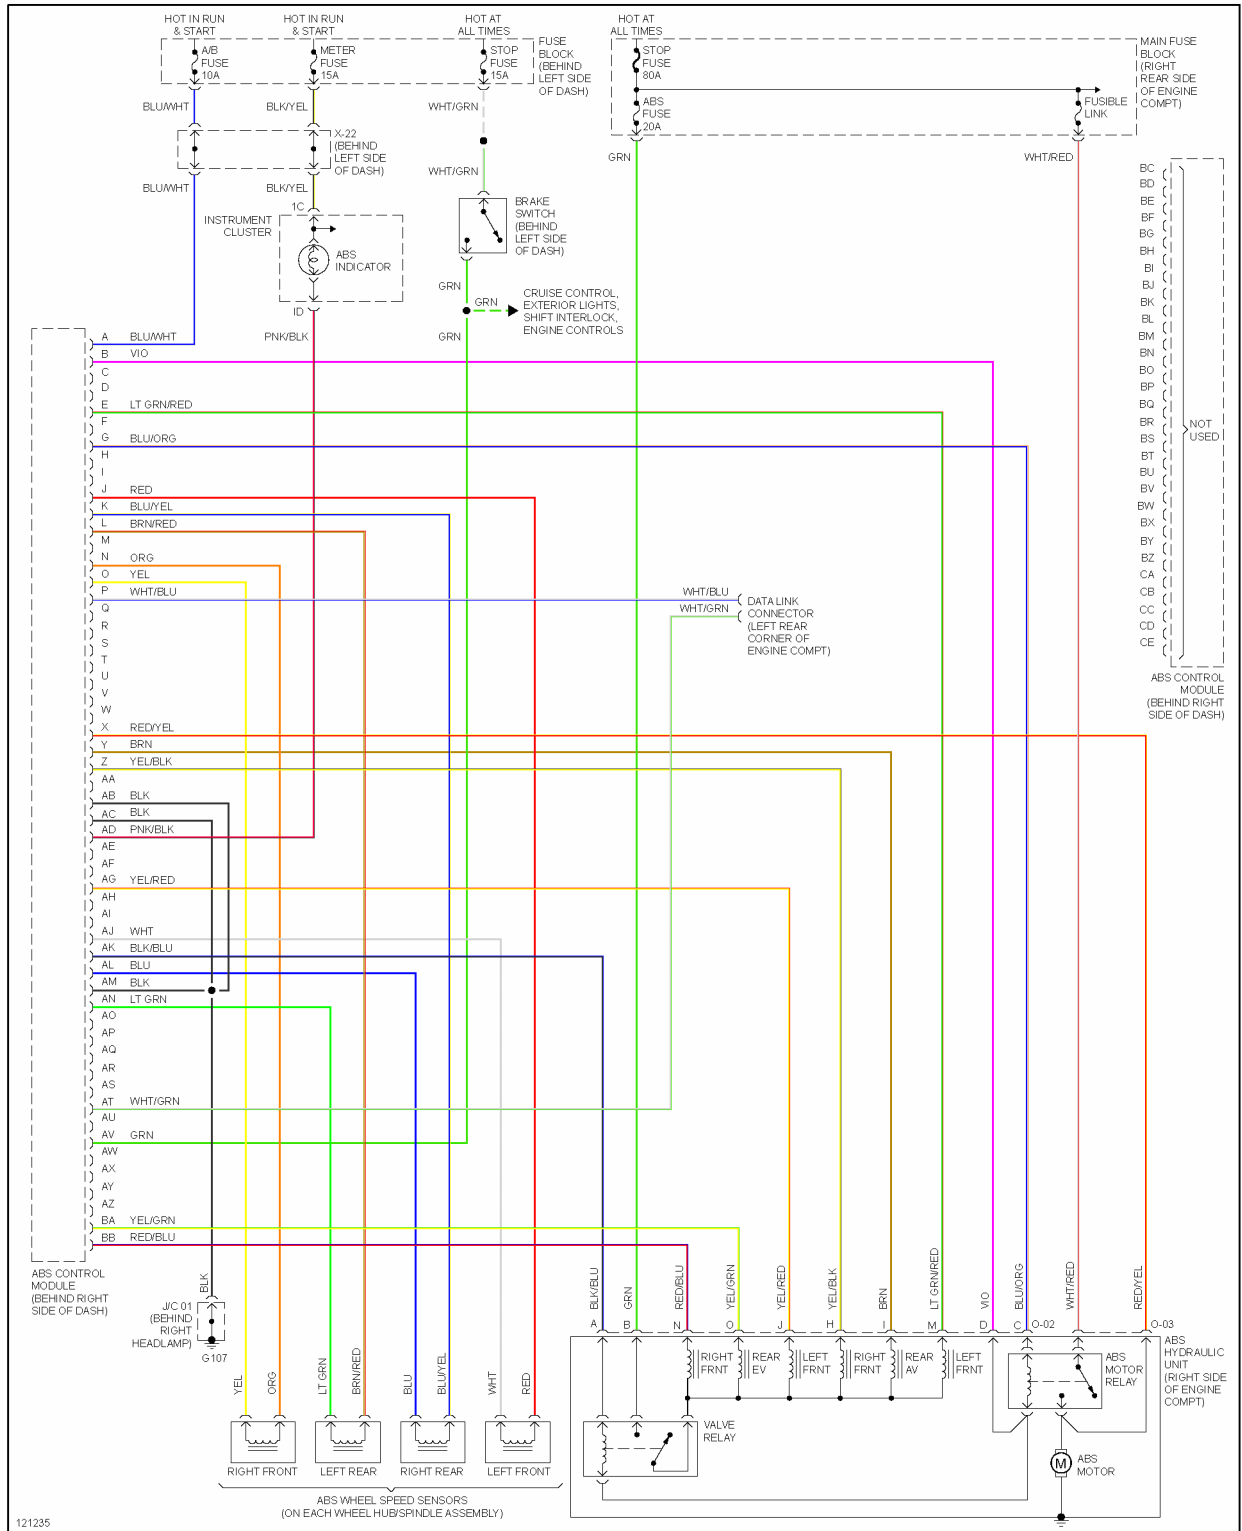 HOT IN RUN
& START
HOT IN RUN
& START
HOT AT
ALL TIMES
HOT AT
ALL TIMES
A/B
FUSE
10A
METER
FUSE
15A
STOP
FUSE
15A
FUSE
BLOCK
(BEHIND
LEFT SIDE
OF DASH)
STOP
FUSE
80A
ABS
FUSE
20A
FUSIBLE
LINK
MAIN FUSE
BLOCK
(RIGHT
REAR SIDE
OF ENGINE
COMPT)
BLU/WHT
BLK/YEL
WHT/GRN
X-22
(BEHIND
LEFT SIDE
OF DASH)
GRN
WHT/RED
BLU/WHT
BLK/YEL
WHT/GRN
1C
INSTRUMENT
CLUSTER
ABS
INDICATOR
ID
PNK/BLK
BRAKE
SWITCH
(BEHIND
LEFT SIDE
OF DASH)
GRN
GRN
GRN
CRUISE CONTROL,
EXTERIOR LIGHTS,
SHIFT INTERLOCK,
ENGINE CONTROLS
BC
BD
BE
BF
BG
BH
BI
BJ
BK
BL
BM
BN
BO
BP
BQ
BR
BS
BT
BU
BV
BW
BX
BY
BZ
CA
CB
CC
CD
CE
NOT
USED
ABS CONTROL
MODULE
(BEHIND RIGHT
SIDE OF DASH)
A BLU/WHT
B VIO
C
D
E LT GRN/RED
F
G BLU/ORG
H
I
J RED
K BLU/YEL
L BRN/RED
M
N ORG
O YEL
P WHT/BLU
Q
R
S
T
U
V
W
X RED/YEL
Y BRN
Z YEL/BLK
AA
AB BLK
AC BLK
AD PNK/BLK
AE
AF
AG YEL/RED
AH
AI
AJ WHT
AK BLK/BLU
AL BLU
AM BLK
AN LT GRN
AO
AP
AQ
AR
AS
AT WHT/GRN
AU
AV GRN
AW
AX
AY
AZ
BA YEL/GRN
BB RED/BLU
WHT/BLU
WHT/GRN
DATA LINK
CONNECTOR
(LEFT REAR
CORNER OF
ENGINE COMPT)
ABS CONTROL
MODULE
(BEHIND RIGHT
SIDE OF DASH)
BLK
J/C 01
(BEHIND
RIGHT
HEADLAMP)
G107
YEL
ORG
LT GRN
BRN/RED
BLU
BLU/YEL
WHT
RED
RIGHT FRONT
LEFT REAR
RIGHT REAR
LEFT FRONT
ABS WHEEL SPEED SENSORS
(ON EACH WHEEL HUB/SPINDLE ASSEMBLY)
BLK/BLU
GRN
RED/BLU
YEL/GRN
YEL/RED
YEL/BLK
BRN
LT GRN/RED
VIO
BLU/ORG
WHT/RED
RED/YEL
A
B
N
O
J
H
I
M
D
C
O-02
O-03
RIGHT
FRNT
REAR
EV
LEFT
FRNT
RIGHT
FRNT
REAR
AV
LEFT
FRNT
ABS
MOTOR
RELAY
ABS
HYDRAULIC
UNIT
(RIGHT SIDE
OF ENGINE
COMPT)
VALVE
RELAY
M
ABS
MOTOR
121235